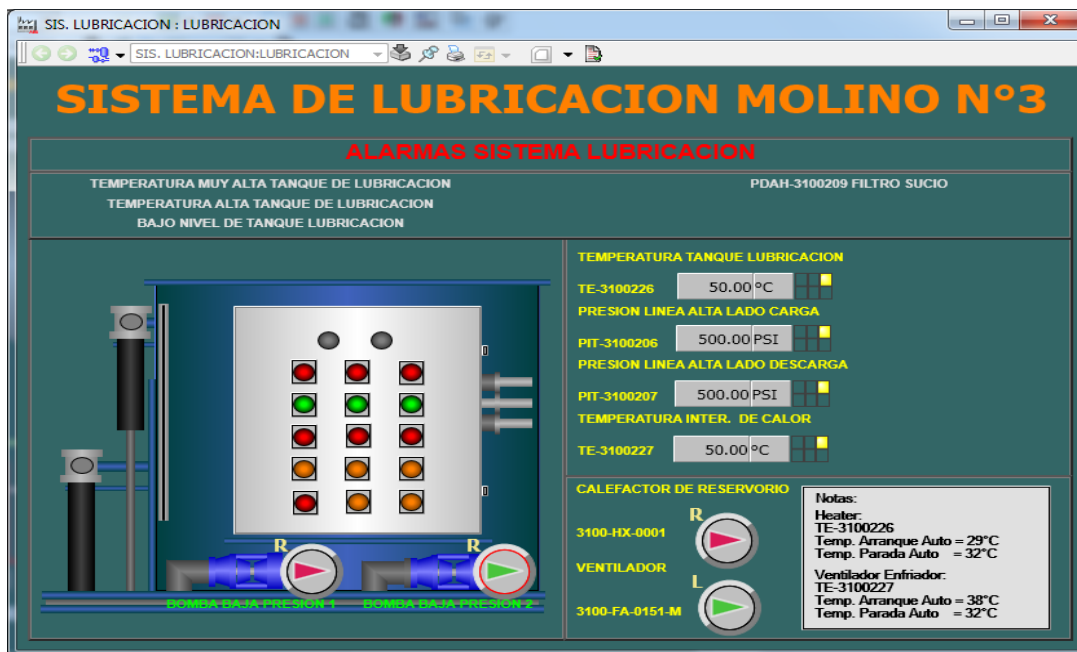 SIS. LUBRICACION : LUBRICACION
SIS. LUBRICACION:LUBRICACION
SISTEMA DE LUBRICACION MOLINO N°3
ALARMAS SISTEMA LUBRICACION
TEMPERATURA MUY ALTA TANQUE DE LUBRICACION
TEMPERATURA ALTA TANQUE DE LUBRICACION
BAJO NIVEL DE TANQUE LUBRICACION
PDAH-3100209 FILTRO SUCIO
R
BOMBA BAJA PRESION 1
R
BOMBA BAJA PRESION 2
TEMPERATURA TANQUE LUBRICACION
TE-3100226 50.00 °C
PRESION LINEA ALTA LADO CARGA
PIT-3100206 500.00 PSI
PRESION LINEA ALTA LADO DESCARGA
PIT-3100207 500.00 PSI
TEMPERATURA INTER. DE CALOR
TE-3100227 50.00 °C
CALEFACTOR DE RESERVORIO
R
3100-HX-0001
VENTILADOR
L
3100-FA-0151-M
Notas:
Heater:
TE-3100226
Temp. Arranque Auto = 29°C
Temp. Parada Auto = 32°C
Ventilador Enfriador:
TE-3100227
Temp. Arranque Auto = 38°C
Temp. Parada Auto = 32°C